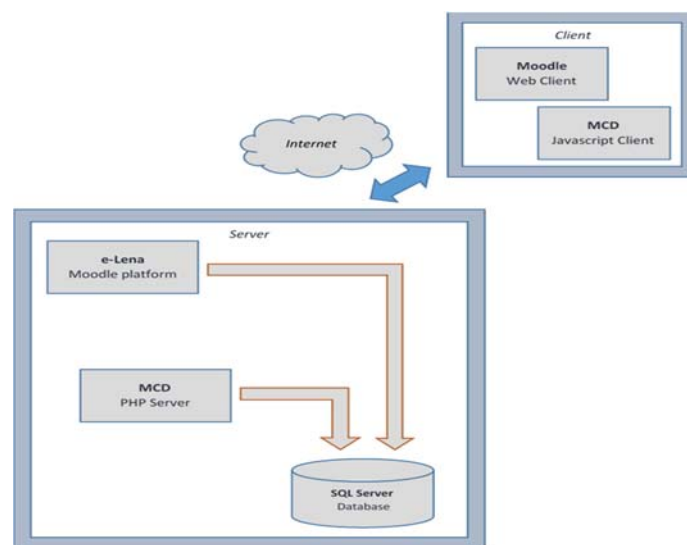 Client
Moodle
Web Client
MCD
Javascript Client
Internet
Server
e-Lena
Moodle platform
MCD
PHP Server
SQL Server
Database